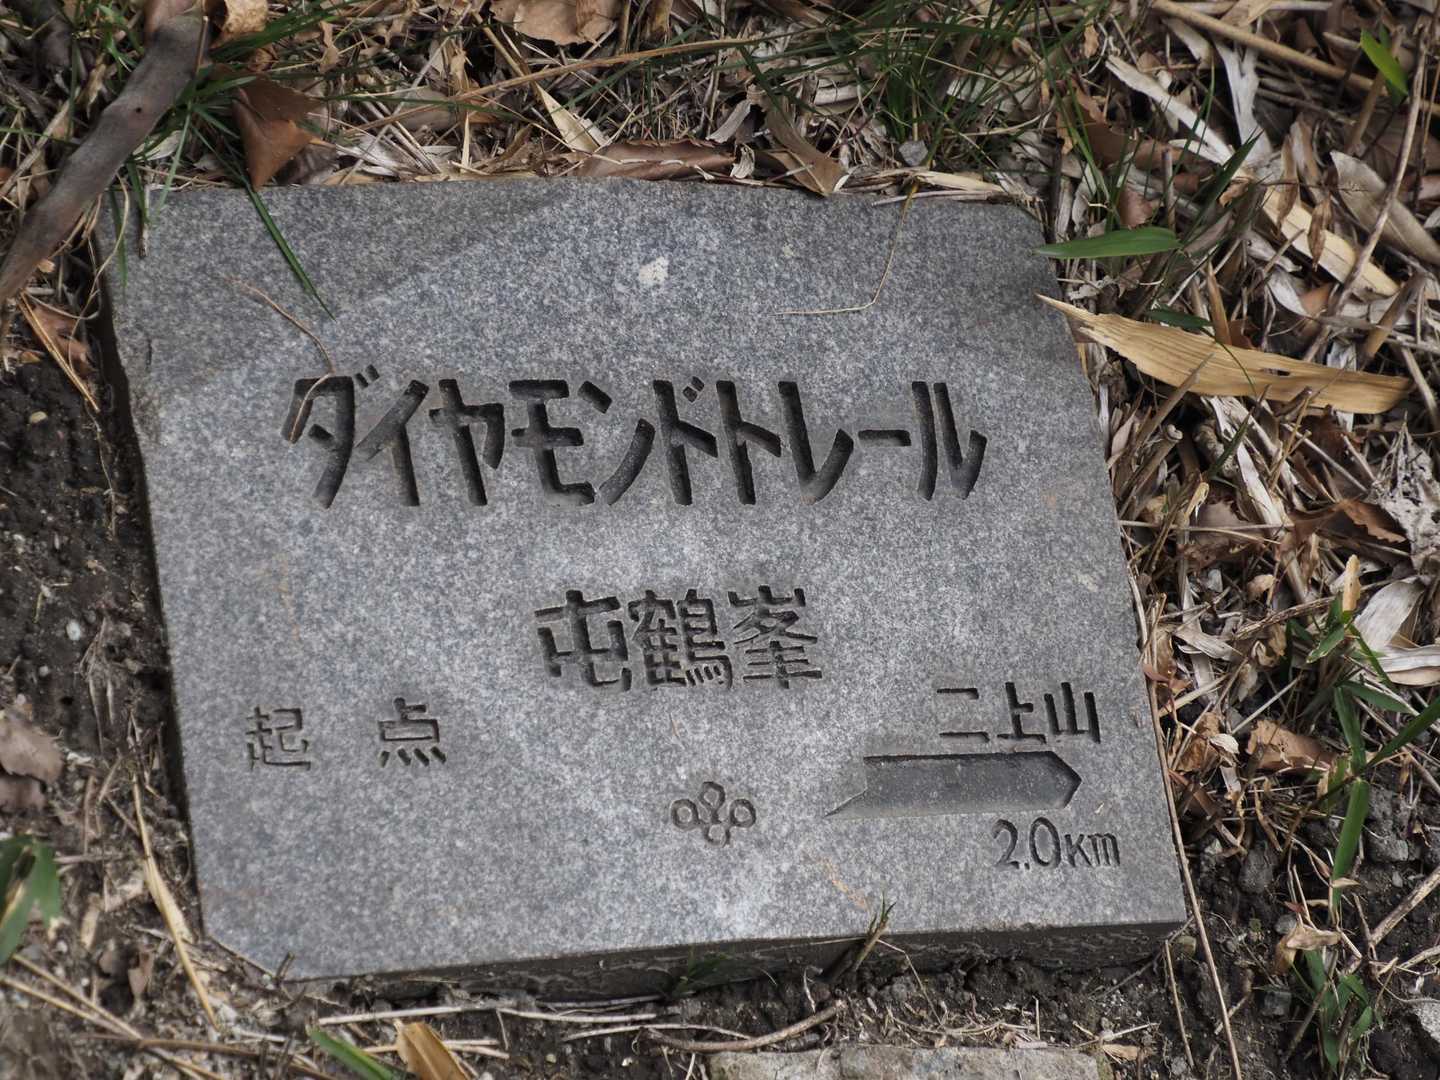 ダイヤモンドトレール
屯鶴峯
起点
二上山
2.0km